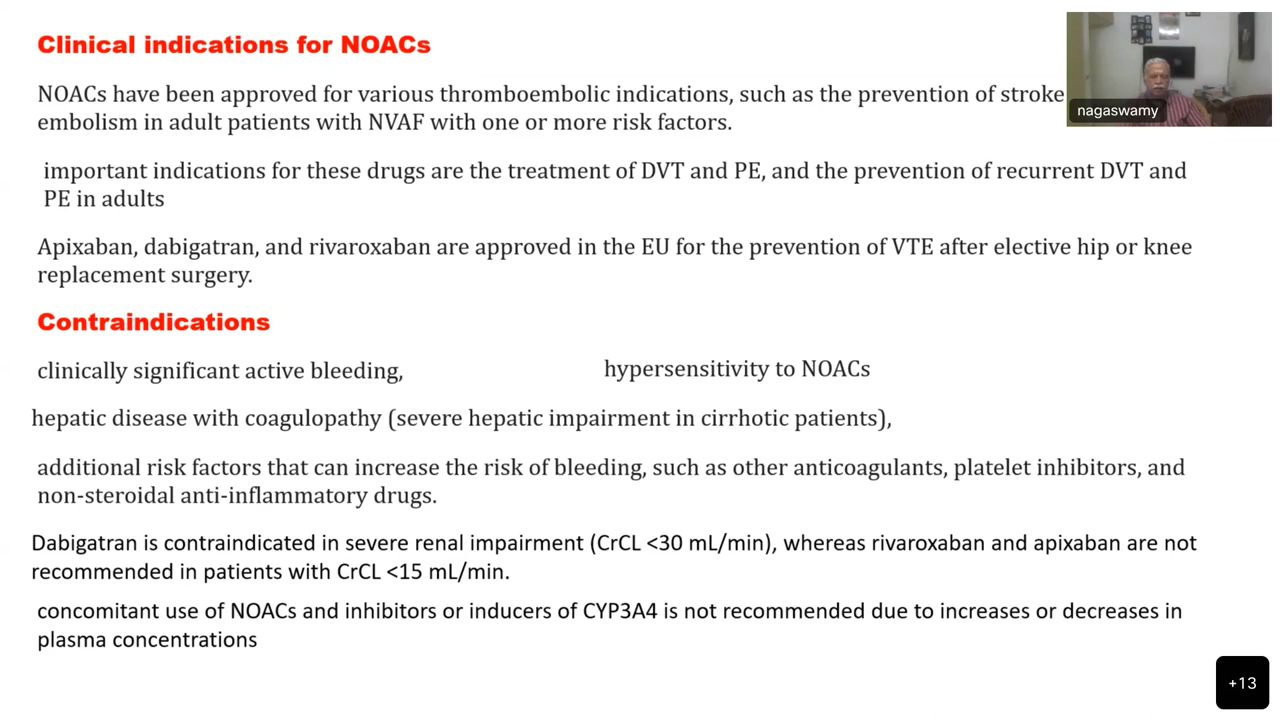 Clinical indications for NOACs
NOACs have been approved for various thromboembolic indications, such as the prevention of stroke
embolism in adult patients with NVAF with one or more risk factors.
nagaswamy
important indications for these drugs are the treatment of DVT and PE, and the prevention of recurrent DVT and
PE in adults
Apixaban, dabigatran, and rivaroxaban are approved in the EU for the prevention of VTE after elective hip or knee
replacement surgery.
Contraindications
clinically significant active bleeding,
hypersensitivity to NOACs
hepatic disease with coagulopathy (severe hepatic impairment in cirrhotic patients),
additional risk factors that can increase the risk of bleeding, such as other anticoagulants, platelet inhibitors, and
non-steroidal anti-inflammatory drugs.
Dabigatran is contraindicated in severe renal impairment (CrCL <30 mL/min), whereas rivaroxaban and apixaban are not
recommended in patients with CrCL <15 mL/min.
concomitant use of NOACs and inhibitors or inducers of CYP3A4 is not recommended due to increases or decreases in
plasma concentrations
+13